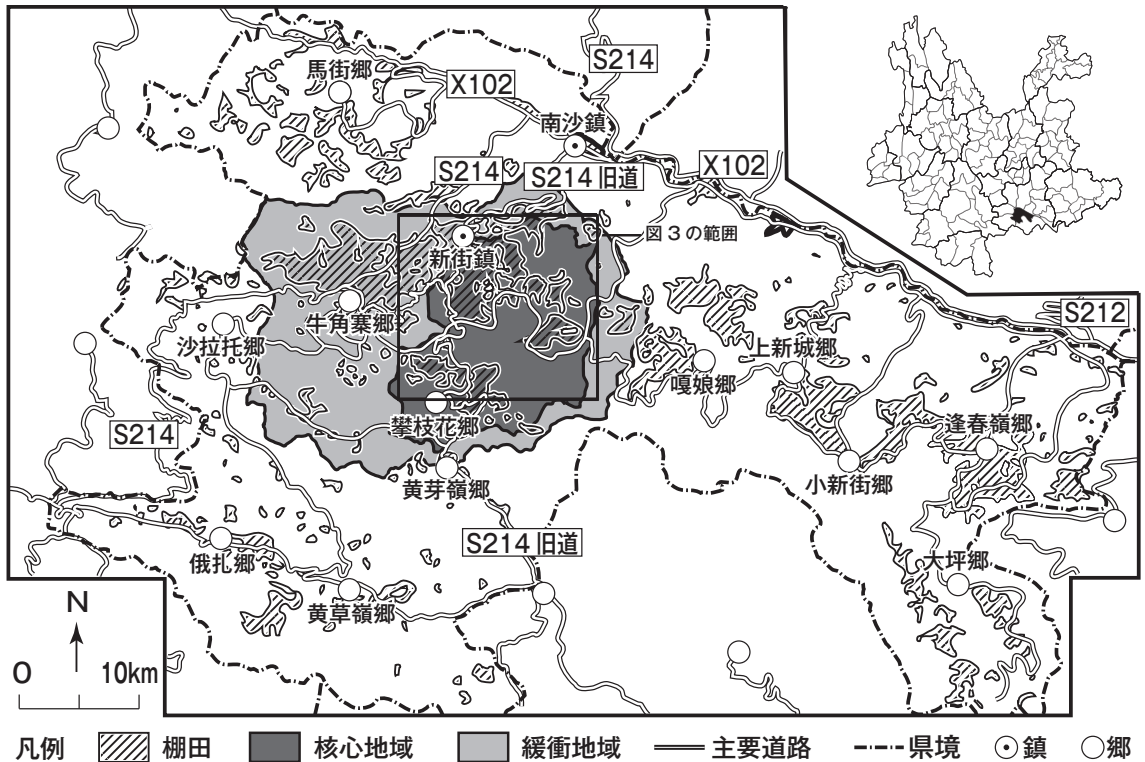 S214
馬街郷
X102
南沙鎮
S214
S214 旧道
X102
図3の範囲
新街鎮
S212
牛角寨郷
沙拉托郷
上新城郷
嘎娘郷
攀枝花郷
S214
逢春嶺郷
黄芽嶺郷
小新街郷
S214 旧道
俄扎郷
大坪郷
黄草嶺郷
N
0 10km
凡例 棚田 核心地域 緩衝地域 主要道路 県境 鎮 郷